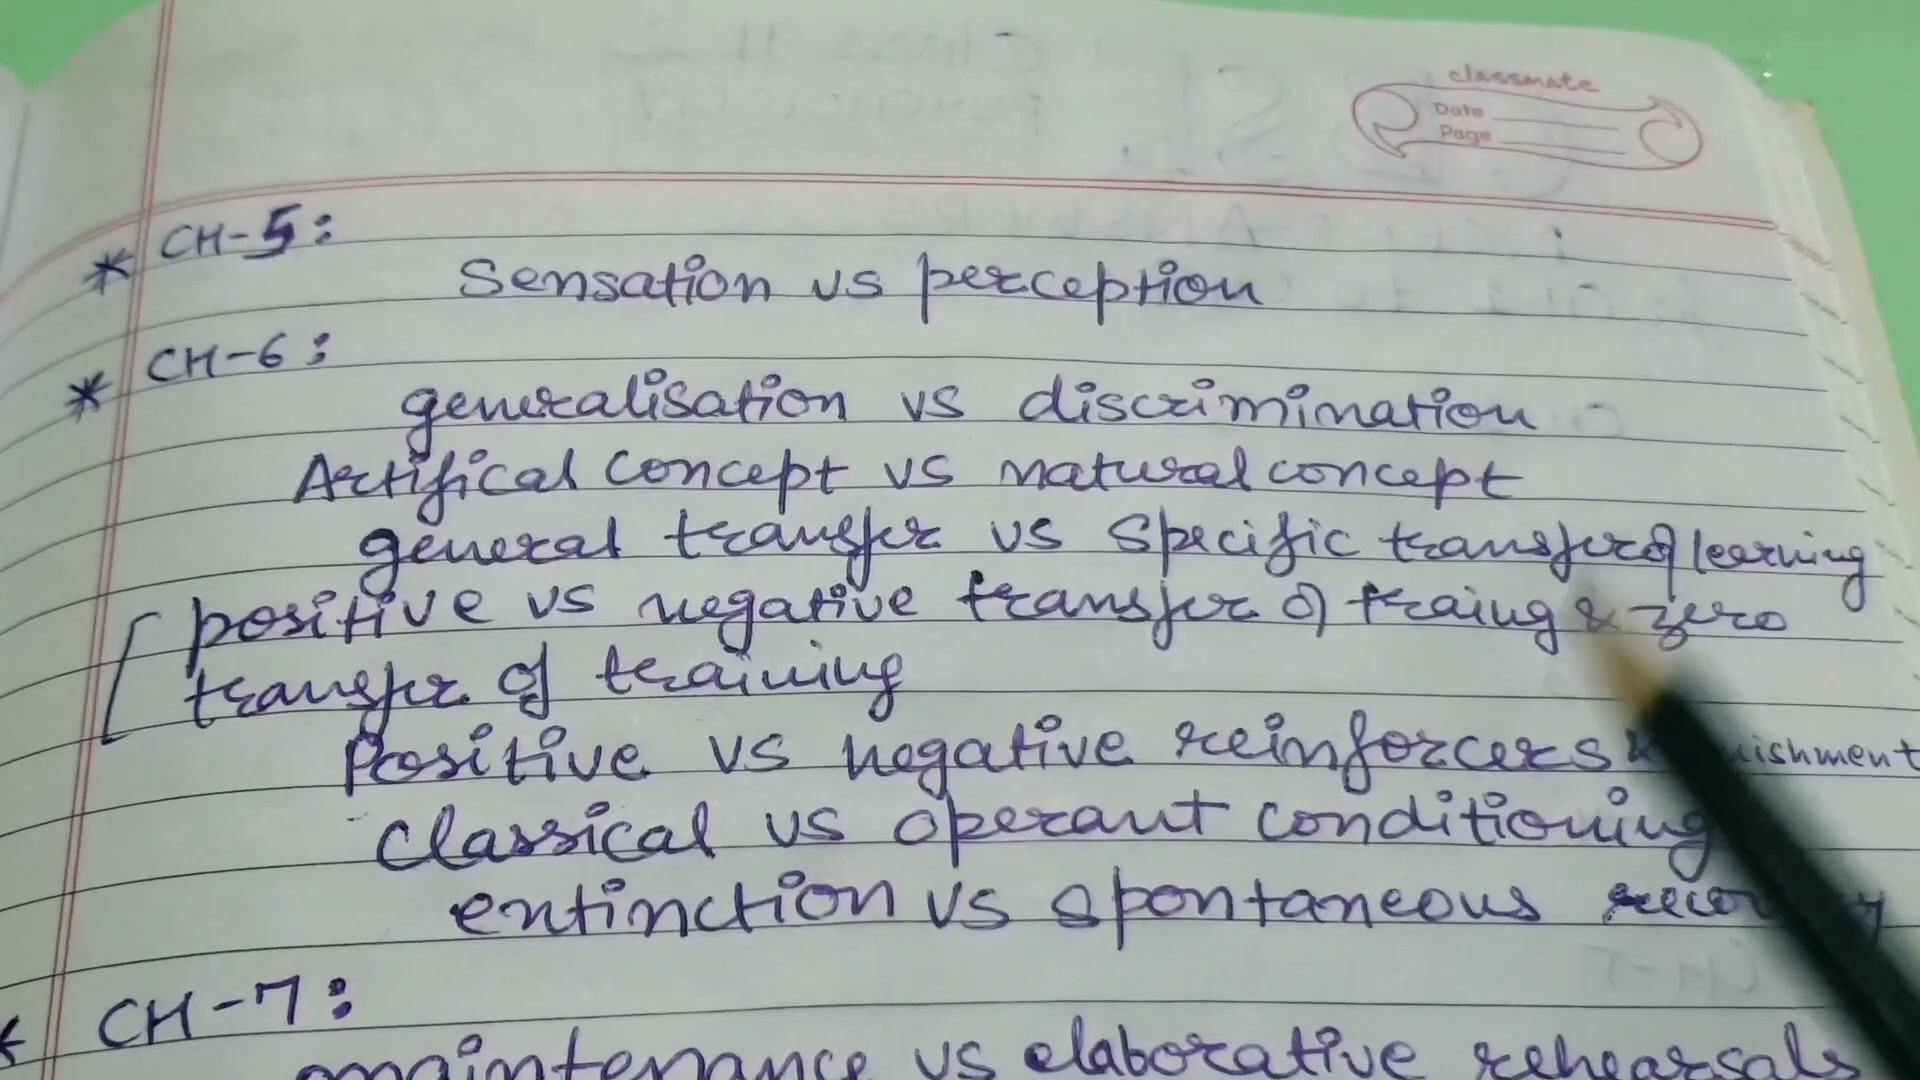 classmate
Date
Page
* CH-5:
Sensation vs perception
* CH-6:
generalisation vs discrimination
Artifical concept vs natural concept
general transfer vs specific transfer of learning
positive vs negative transfer of traing & zero
transfer of training
Positive vs negative reinforcers &
classical vs operant conditioning
extinction vs spontaneous
* CH-7:
maintenance vs elaborative rehearsals